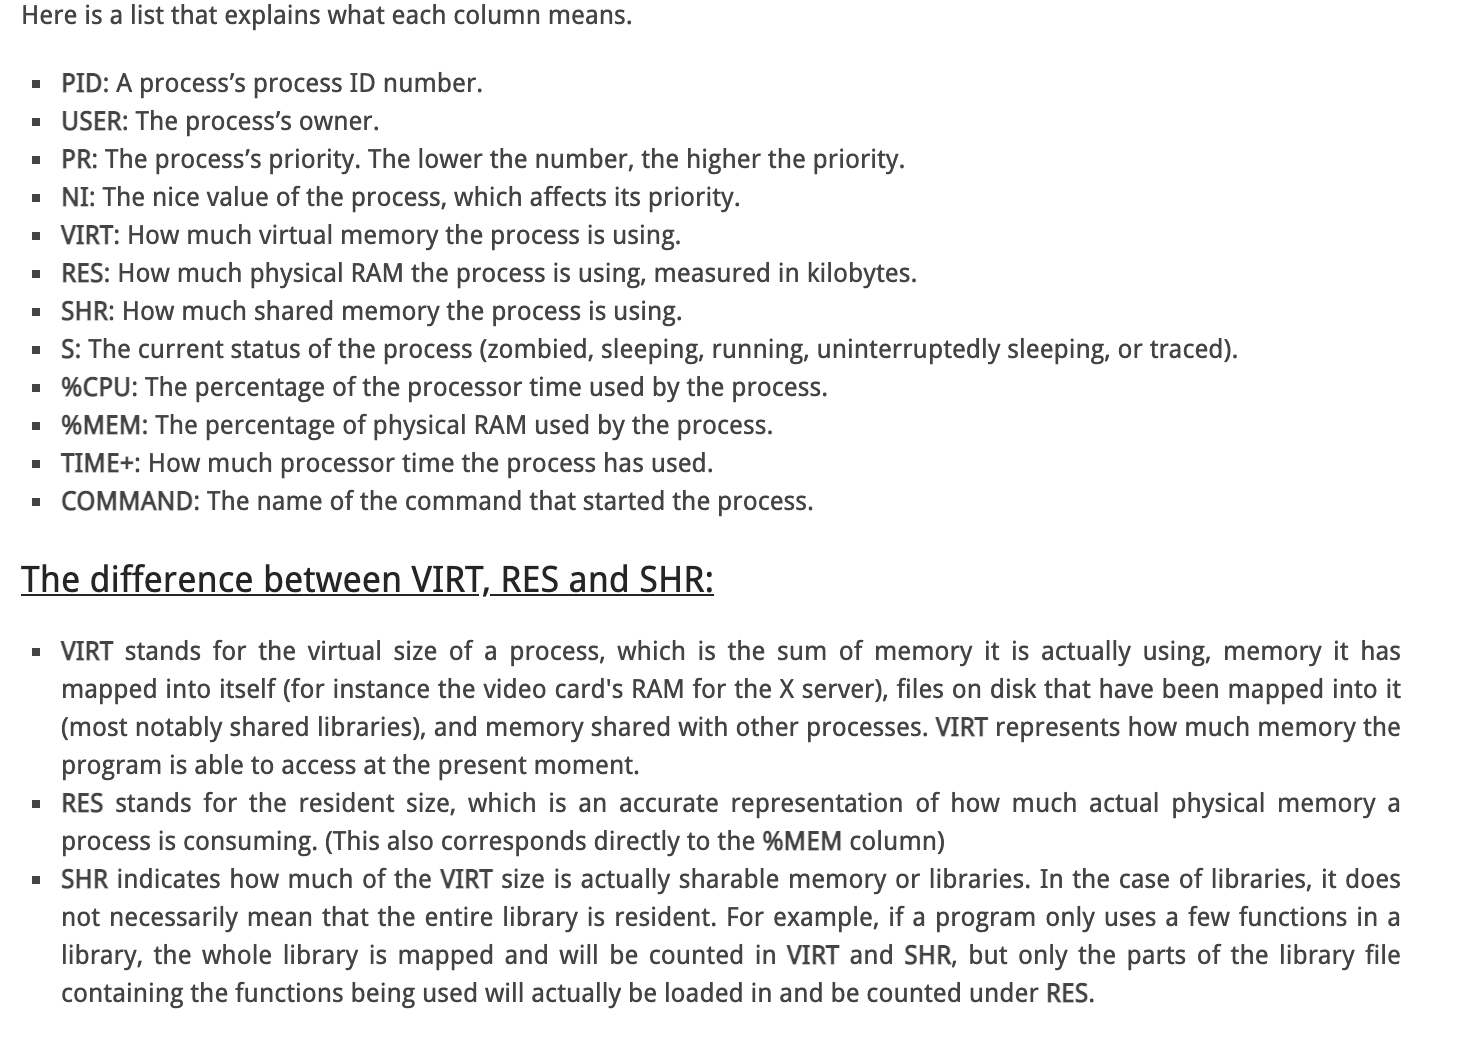 Here is a list that explains what each column means.
▪ PID: A process’s process ID number.
▪ USER: The process’s owner.
▪ PR: The process’s priority. The lower the number, the higher the priority.
▪ NI: The nice value of the process, which affects its priority.
▪ VIRT: How much virtual memory the process is using.
▪ RES: How much physical RAM the process is using, measured in kilobytes.
▪ SHR: How much shared memory the process is using.
▪ S: The current status of the process (zombied, sleeping, running, uninterruptedly sleeping, or traced).
▪ %CPU: The percentage of the processor time used by the process.
▪ %MEM: The percentage of physical RAM used by the process.
▪ TIME+: How much processor time the process has used.
▪ COMMAND: The name of the command that started the process.
The difference between VIRT, RES and SHR:
▪ VIRT stands for the virtual size of a process, which is the sum of memory it is actually using, memory it has
mapped into itself (for instance the video card's RAM for the X server), files on disk that have been mapped into it
(most notably shared libraries), and memory shared with other processes. VIRT represents how much memory the
program is able to access at the present moment.
▪ RES stands for the resident size, which is an accurate representation of how much actual physical memory a
process is consuming. (This also corresponds directly to the %MEM column)
▪ SHR indicates how much of the VIRT size is actually sharable memory or libraries. In the case of libraries, it does
not necessarily mean that the entire library is resident. For example, if a program only uses a few functions in a
library, the whole library is mapped and will be counted in VIRT and SHR, but only the parts of the library file
containing the functions being used will actually be loaded in and be counted under RES.